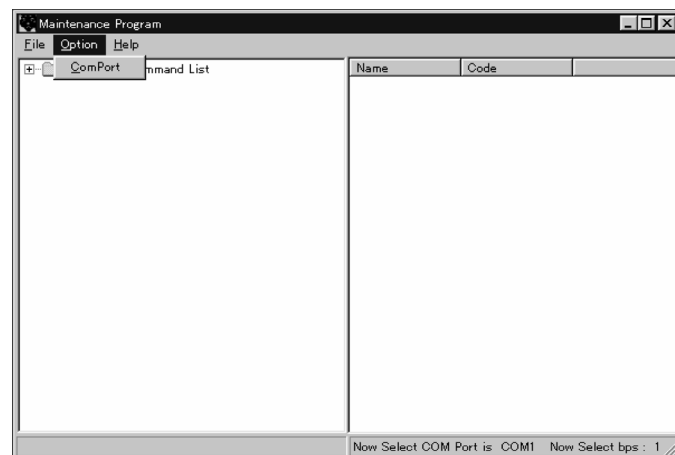 Maintenance Program
File Option Help
ComPort mmand List
Name Code
Now Select COM Port is COM1 Now Select bps : 1